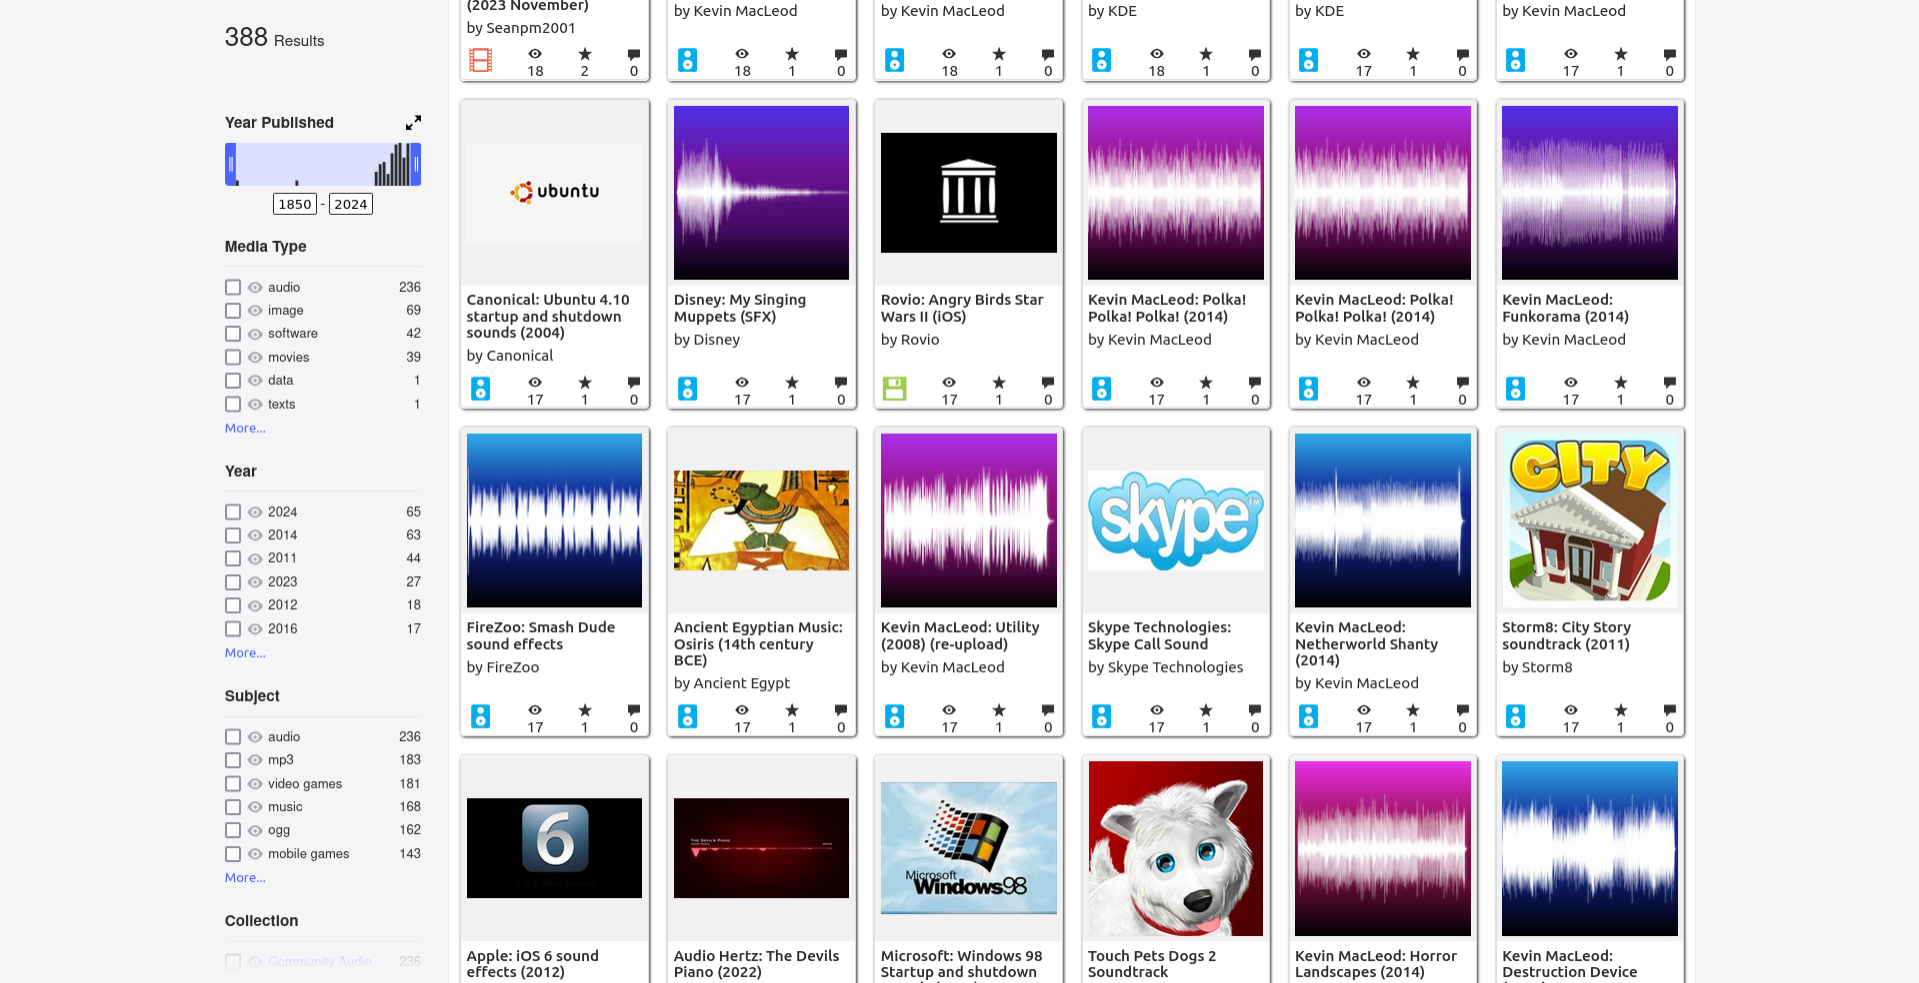 388 Results
Year Published
1850 - 2024
Media Type
audio 236
image 69
software 42
movies 39
data 1
texts 1
More...
Year
2024 65
2014 63
2011 44
2023 27
2012 18
2016 17
More...
Subject
audio 236
mp3 183
video games 181
music 168
ogg 162
mobile games 143
More...
Collection
Community Audio 236
(2023 November)
by Seanpm2001
18 2 0
by Kevin MacLeod
18 1 0
by Kevin MacLeod
18 1 0
by KDE
18 1 0
by KDE
17 1 0
by Kevin MacLeod
17 1 0
ubuntu
Canonical: Ubuntu 4.10
startup and shutdown
sounds (2004)
by Canonical
17 1 0
Disney: My Singing
Muppets (SFX)
by Disney
17 1 0
Rovio: Angry Birds Star
Wars II (iOS)
by Rovio
17 1 0
Kevin MacLeod: Polka!
Polka! Polka! (2014)
by Kevin MacLeod
17 1 0
Kevin MacLeod: Polka!
Polka! Polka! (2014)
by Kevin MacLeod
17 1 0
Kevin MacLeod:
Funkorama (2014)
by Kevin MacLeod
17 1 0
FireZoo: Smash Dude
sound effects
by FireZoo
17 1 0
Ancient Egyptian Music:
Osiris (14th century
BCE)
by Ancient Egypt
17 1 0
Kevin MacLeod: Utility
(2008) (re-upload)
by Kevin MacLeod
17 1 0
skype TM
Skype Technologies:
Skype Call Sound
by Skype Technologies
17 1 0
Kevin MacLeod:
Netherworld Shanty
(2014)
by Kevin MacLeod
17 1 0
CITY
Storm8: City Story
soundtrack (2011)
by Storm8
17 1 0
6
iOS 6 RAW Sounds
Apple: iOS 6 sound
effects (2012)
THE DEVIL'S PIANO
Audio Hertz: The Devils
Piano (2022)
Microsoft
Windows98
Microsoft: Windows 98
Startup and shutdown
Touch Pets Dogs 2
Soundtrack
Kevin MacLeod: Horror
Landscapes (2014)
Kevin MacLeod:
Destruction Device